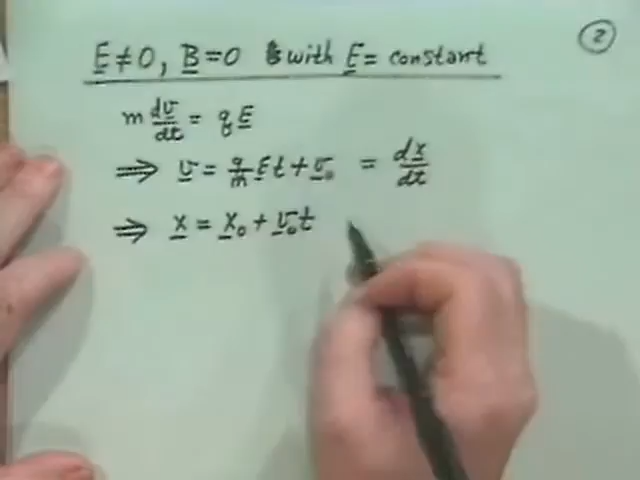 ②
E ≠ 0, B = 0 with E = constant
m dv/dt = qE
⇒ v = q/m Et + v₀ = dx/dt
⇒ x = x₀ + v₀t